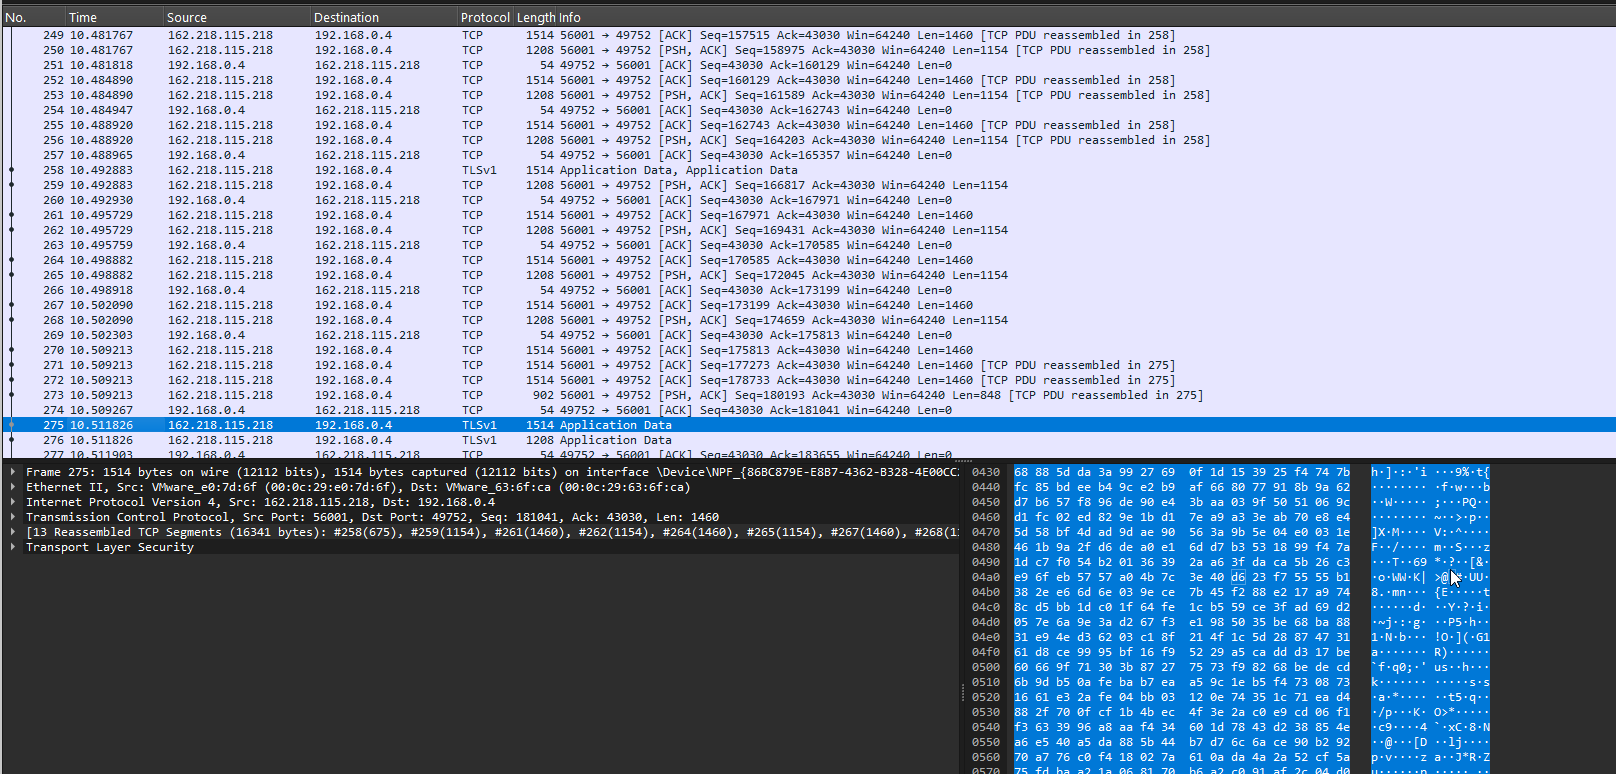 No. Time Source Destination Protocol Length Info
249 10.481767 162.218.115.218 192.168.0.4 TCP 1514 56001 → 49752 [ACK] Seq=157515 Ack=43030 Win=64240 Len=1460 [TCP PDU reassembled in 258]
250 10.481767 162.218.115.218 192.168.0.4 TCP 1208 56001 → 49752 [PSH, ACK] Seq=158975 Ack=43030 Win=64240 Len=1154 [TCP PDU reassembled in 258]
251 10.481818 192.168.0.4 162.218.115.218 TCP 54 49752 → 56001 [ACK] Seq=43030 Ack=160129 Win=64240 Len=0
252 10.484890 162.218.115.218 192.168.0.4 TCP 1514 56001 → 49752 [ACK] Seq=160129 Ack=43030 Win=64240 Len=1460 [TCP PDU reassembled in 258]
253 10.484890 162.218.115.218 192.168.0.4 TCP 1208 56001 → 49752 [PSH, ACK] Seq=161589 Ack=43030 Win=64240 Len=1154 [TCP PDU reassembled in 258]
254 10.484947 192.168.0.4 162.218.115.218 TCP 54 49752 → 56001 [ACK] Seq=43030 Ack=162743 Win=64240 Len=0
255 10.488920 162.218.115.218 192.168.0.4 TCP 1514 56001 → 49752 [ACK] Seq=162743 Ack=43030 Win=64240 Len=1460 [TCP PDU reassembled in 258]
256 10.488920 162.218.115.218 192.168.0.4 TCP 1208 56001 → 49752 [PSH, ACK] Seq=164203 Ack=43030 Win=64240 Len=1154 [TCP PDU reassembled in 258]
257 10.488965 192.168.0.4 162.218.115.218 TCP 54 49752 → 56001 [ACK] Seq=43030 Ack=165357 Win=64240 Len=0
258 10.492883 162.218.115.218 192.168.0.4 TLSv1 1514 Application Data, Application Data
259 10.492883 162.218.115.218 192.168.0.4 TCP 1208 56001 → 49752 [PSH, ACK] Seq=166817 Ack=43030 Win=64240 Len=1154
260 10.492930 192.168.0.4 162.218.115.218 TCP 54 49752 → 56001 [ACK] Seq=43030 Ack=167971 Win=64240 Len=0
261 10.495729 162.218.115.218 192.168.0.4 TCP 1514 56001 → 49752 [ACK] Seq=167971 Ack=43030 Win=64240 Len=1460
262 10.495729 162.218.115.218 192.168.0.4 TCP 1208 56001 → 49752 [PSH, ACK] Seq=169431 Ack=43030 Win=64240 Len=1154
263 10.495759 192.168.0.4 162.218.115.218 TCP 54 49752 → 56001 [ACK] Seq=43030 Ack=170585 Win=64240 Len=0
264 10.498882 162.218.115.218 192.168.0.4 TCP 1514 56001 → 49752 [ACK] Seq=170585 Ack=43030 Win=64240 Len=1460
265 10.498882 162.218.115.218 192.168.0.4 TCP 1208 56001 → 49752 [PSH, ACK] Seq=172045 Ack=43030 Win=64240 Len=1154
266 10.498918 192.168.0.4 162.218.115.218 TCP 54 49752 → 56001 [ACK] Seq=43030 Ack=173199 Win=64240 Len=0
267 10.502090 162.218.115.218 192.168.0.4 TCP 1514 56001 → 49752 [ACK] Seq=173199 Ack=43030 Win=64240 Len=1460
268 10.502090 162.218.115.218 192.168.0.4 TCP 1208 56001 → 49752 [PSH, ACK] Seq=174659 Ack=43030 Win=64240 Len=1154
269 10.502303 192.168.0.4 162.218.115.218 TCP 54 49752 → 56001 [ACK] Seq=43030 Ack=175813 Win=64240 Len=0
270 10.509213 162.218.115.218 192.168.0.4 TCP 1514 56001 → 49752 [ACK] Seq=175813 Ack=43030 Win=64240 Len=1460
271 10.509213 162.218.115.218 192.168.0.4 TCP 1514 56001 → 49752 [ACK] Seq=177273 Ack=43030 Win=64240 Len=1460 [TCP PDU reassembled in 275]
272 10.509213 162.218.115.218 192.168.0.4 TCP 1514 56001 → 49752 [ACK] Seq=178733 Ack=43030 Win=64240 Len=1460 [TCP PDU reassembled in 275]
273 10.509213 162.218.115.218 192.168.0.4 TCP 902 56001 → 49752 [PSH, ACK] Seq=180193 Ack=43030 Win=64240 Len=848 [TCP PDU reassembled in 275]
274 10.509267 192.168.0.4 162.218.115.218 TCP 54 49752 → 56001 [ACK] Seq=43030 Ack=181041 Win=64240 Len=0
275 10.511826 162.218.115.218 192.168.0.4 TLSv1 1514 Application Data
276 10.511826 162.218.115.218 192.168.0.4 TLSv1 1208 Application Data
277 10.511903 192.168.0.4 162.218.115.218 TCP 54 49752 → 56001 [ACK] Seq=43030 Ack=183655 Win=64240 Len=0
Frame 275: 1514 bytes on wire (12112 bits), 1514 bytes captured (12112 bits) on interface \Device\NPF_{86BC879E-E8B7-4362-B328-4E00CC
Ethernet II, Src: VMware_e0:7d:6f (00:0c:29:e0:7d:6f), Dst: VMware_63:6f:ca (00:0c:29:63:6f:ca)
Internet Protocol Version 4, Src: 162.218.115.218, Dst: 192.168.0.4
Transmission Control Protocol, Src Port: 56001, Dst Port: 49752, Seq: 181041, Ack: 43030, Len: 1460
[13 Reassembled TCP Segments (16341 bytes): #258(675), #259(1154), #261(1460), #262(1154), #264(1460), #265(1154), #267(1460), #268(1
Transport Layer Security
0430 68 88 5d da 3a 99 27 69 0f 1d 15 39 25 f4 74 7b h·]·:·'i ···9%·t{
0440 fc 85 bd ee b4 9c e2 b9 af 66 80 77 91 8b 9a 62 ········ ·f·w···b
0450 d7 b6 57 f8 96 de 90 e4 3b aa 03 9f 50 51 06 9c ··W····· ;···PQ··
0460 d1 fc 02 ed 82 9e 1b d1 7e a9 a3 3e ab 70 e8 e4 ········ ~··>·p··
0470 5d 58 bf 4d ad 9d ae 90 56 3a 9b 5e 04 e0 03 1e ]X·M···· V:·^····
0480 46 1b 9a 2f d6 de a0 e1 6d d7 b3 53 18 99 f4 7a F··/···· m··S···z
0490 1d c7 f0 54 b2 01 36 39 2a a6 3f da ca 5b 26 c3 ···T··69 *·?··[&·
04a0 e9 6f eb 57 57 a0 4b 7c 3e 40 d6 23 f7 55 55 b1 ·o·WW·K| >@·#·UU·
04b0 38 2e e6 6d 6e 03 9e ce 7b 45 f2 88 e2 17 a9 74 8.·mn··· {E·····t
04c0 8c d5 bb 1d c0 1f 64 fe 1c b5 59 ce 3f ad 69 d2 ······d· ··Y·?·i·
04d0 05 7e 6a 9e 3a d2 67 f3 e1 98 50 35 be 68 ba 88 ·~j·:·g· ··P5·h··
04e0 31 e9 4e d3 62 03 c1 8f 21 4f 1c 5d 28 87 47 31 1·N·b··· !O·](·G1
04f0 61 d8 ce 99 95 bf 16 f9 52 29 a5 ca dd d3 17 be a······· R)······
0500 60 66 9f 71 30 3b 87 27 75 73 f9 82 68 be de cd `f·q0;·' us··h···
0510 6b 9d b5 0a fe ba b7 ea a5 9c 1e b5 f4 73 08 73 k······· ·····s·s
0520 16 61 e3 2a fe 04 bb 03 12 0e 74 35 1c 71 ea d4 ·a·*···· ··t5·q··
0530 88 2f 70 0f cf 1b 4b ec 4f 3e 2a c0 e9 cd 06 f1 ·/p···K· O>*·····
0540 f3 63 39 96 a8 aa f4 34 60 1d 78 43 d2 38 85 4e ·c9····4 `·xC·8·N
0550 a6 e5 40 a5 da 88 5b 44 b7 d7 6c 6a ce 90 b2 92 ··@···[D ··lj····
0560 70 a7 76 c0 f4 18 02 7a 61 0a da 4a 2a 52 cf 5a p·v····z a··J*R·Z
0570 75 fd ba a2 1a 06 81 70 b6 a2 c0 91 af 2c 04 d0